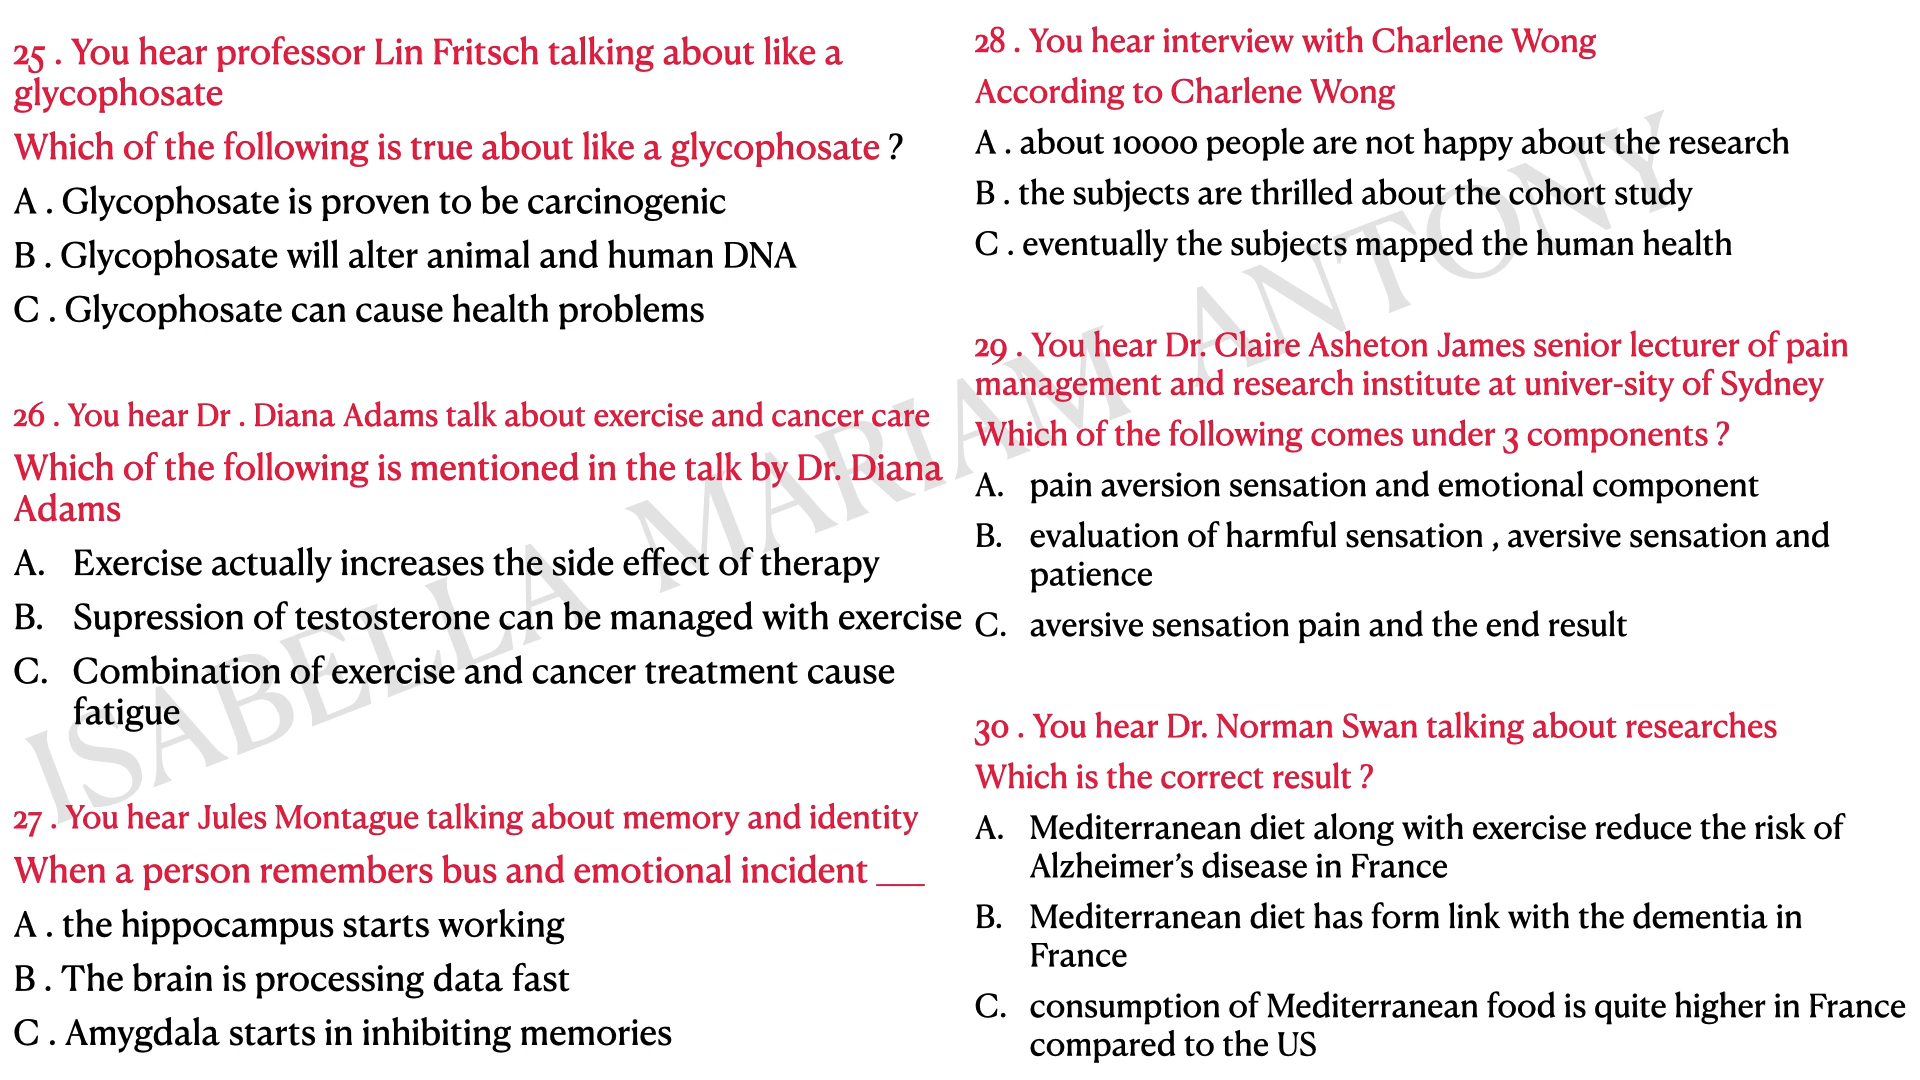 25 . You hear professor Lin Fritsch talking about like a
glycophosate
Which of the following is true about like a glycophosate ?
A . Glycophosate is proven to be carcinogenic
B . Glycophosate will alter animal and human DNA
C . Glycophosate can cause health problems
26 . You hear Dr . Diana Adams talk about exercise and cancer care
Which of the following is mentioned in the talk by Dr. Diana
Adams
A. Exercise actually increases the side effect of therapy
B. Supression of testosterone can be managed with exercise
C. Combination of exercise and cancer treatment cause
fatigue
27 . You hear Jules Montague talking about memory and identity
When a person remembers bus and emotional incident ___
A . the hippocampus starts working
B . The brain is processing data fast
C . Amygdala starts in inhibiting memories
28 . You hear interview with Charlene Wong
According to Charlene Wong
A . about 10000 people are not happy about the research
B . the subjects are thrilled about the cohort study
C . eventually the subjects mapped the human health
29 . You hear Dr. Claire Asheton James senior lecturer of pain
management and research institute at univer-sity of Sydney
Which of the following comes under 3 components ?
A. pain aversion sensation and emotional component
B. evaluation of harmful sensation , aversive sensation and
patience
C. aversive sensation pain and the end result
30 . You hear Dr. Norman Swan talking about researches
Which is the correct result ?
A. Mediterranean diet along with exercise reduce the risk of
Alzheimer's disease in France
B. Mediterranean diet has form link with the dementia in
France
C. consumption of Mediterranean food is quite higher in France
compared to the US
ISABELLA MARIAM ANTONY